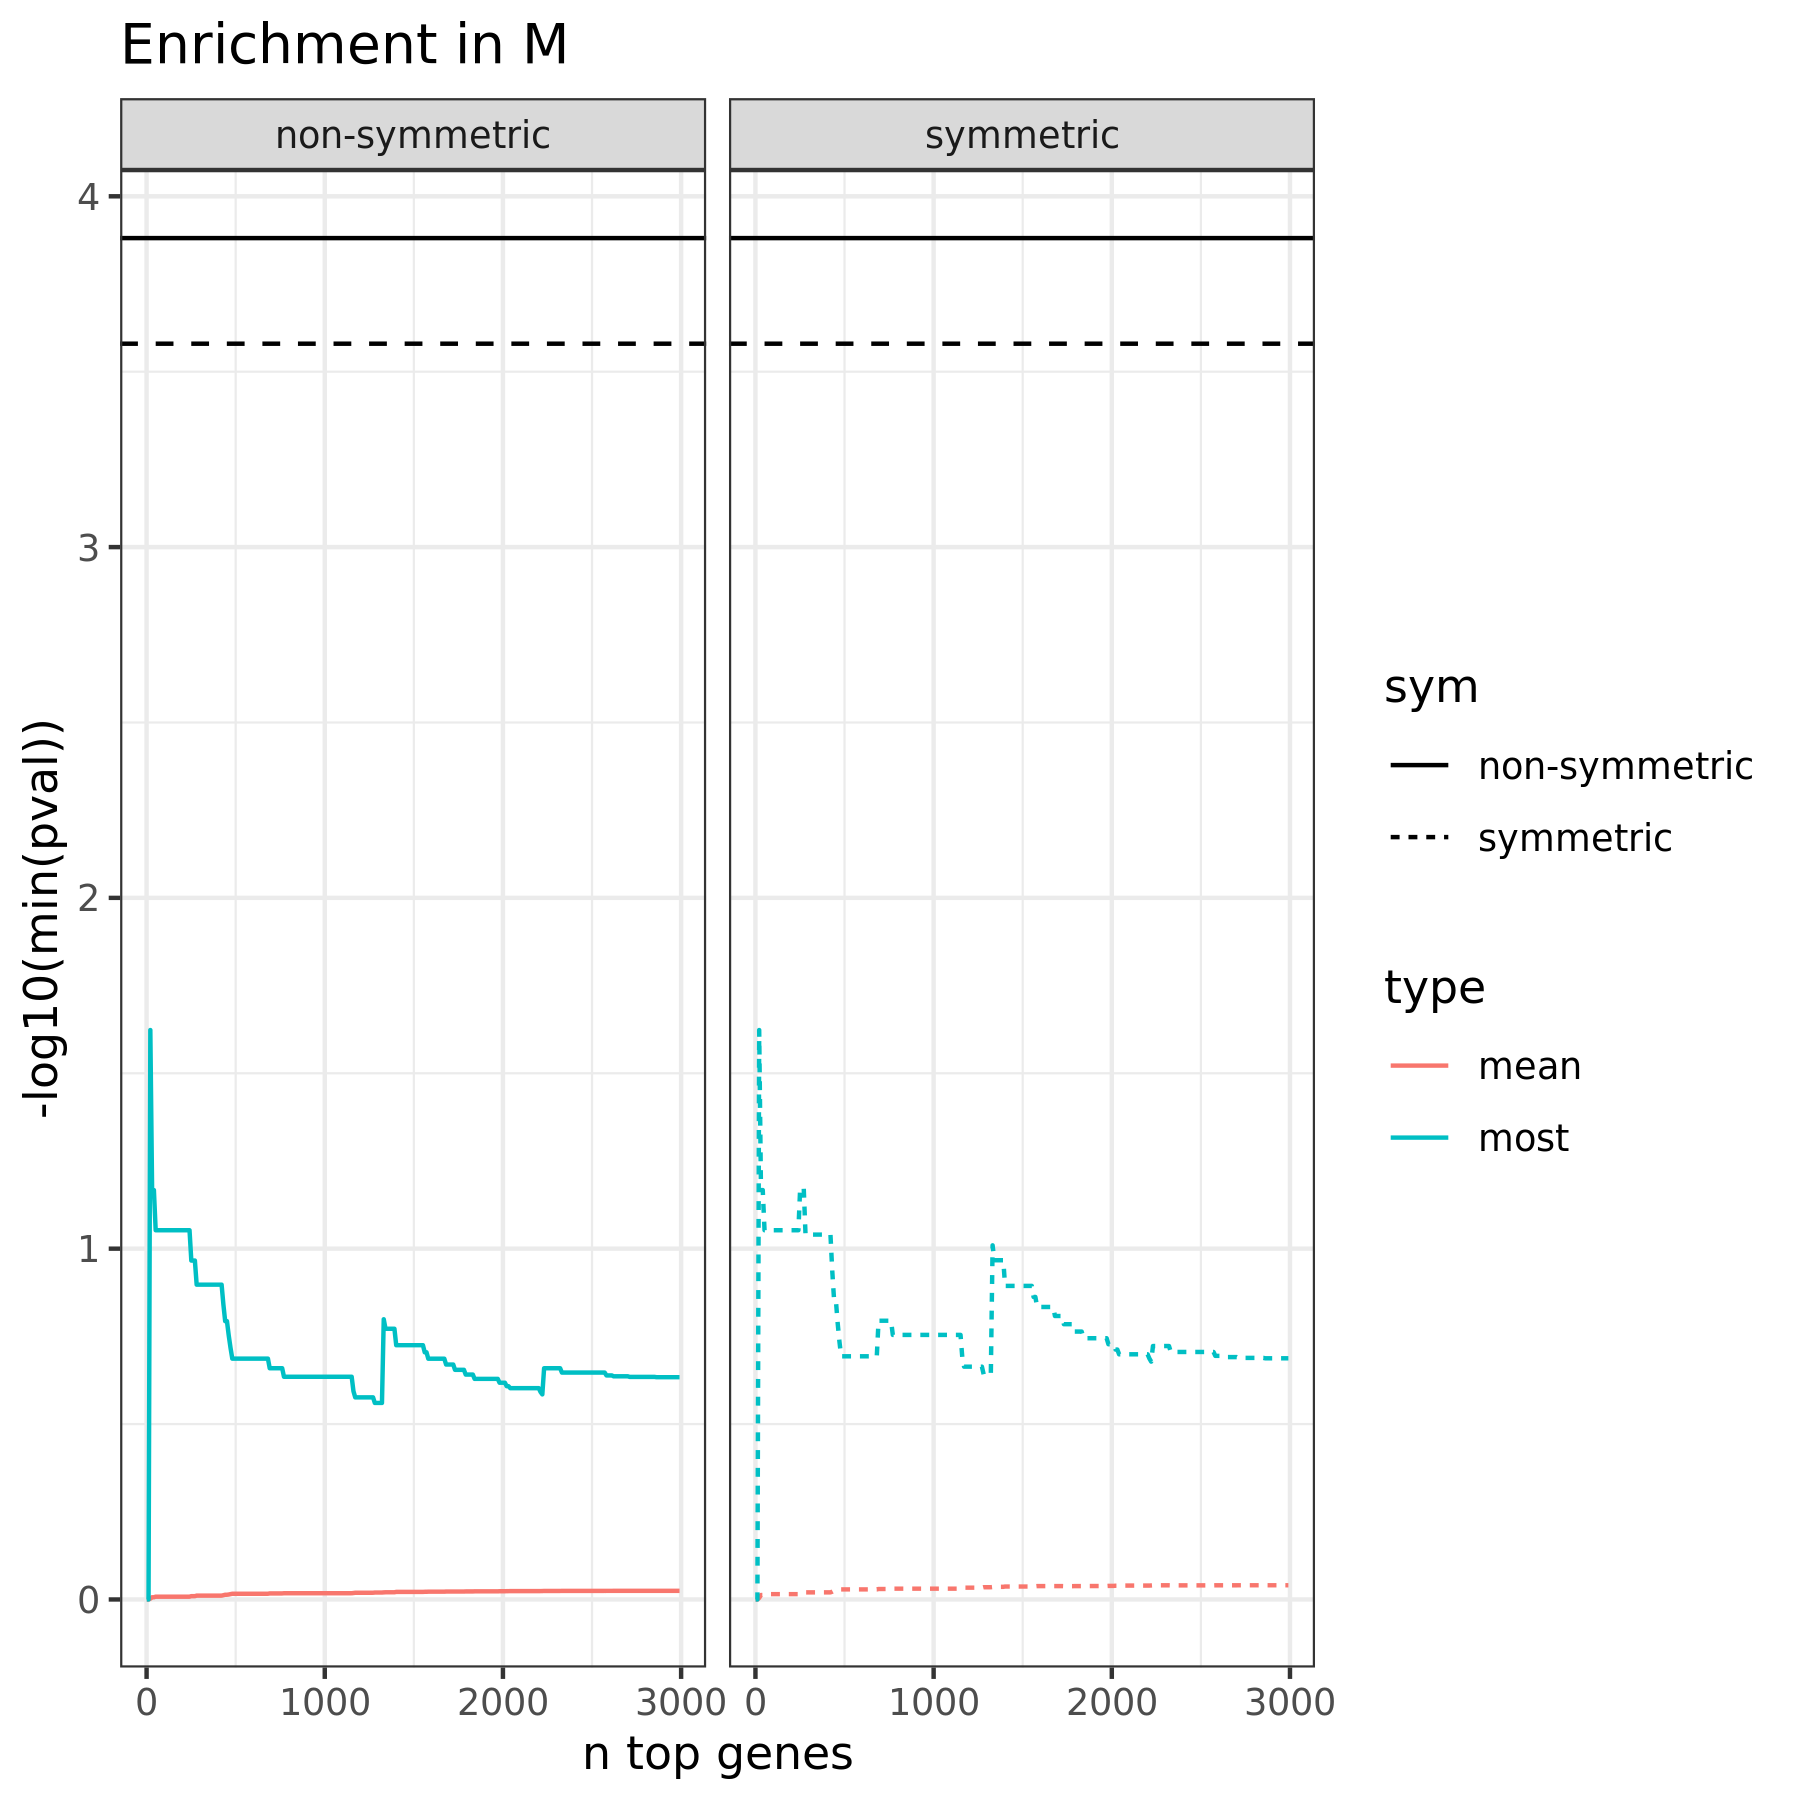 Enrichment in M
non-symmetric
symmetric
4
3
2
1
0
-log10(min(pval))
0 1000 2000 3000
0 1000 2000 3000
n top genes
sym
non-symmetric
symmetric
type
mean
most